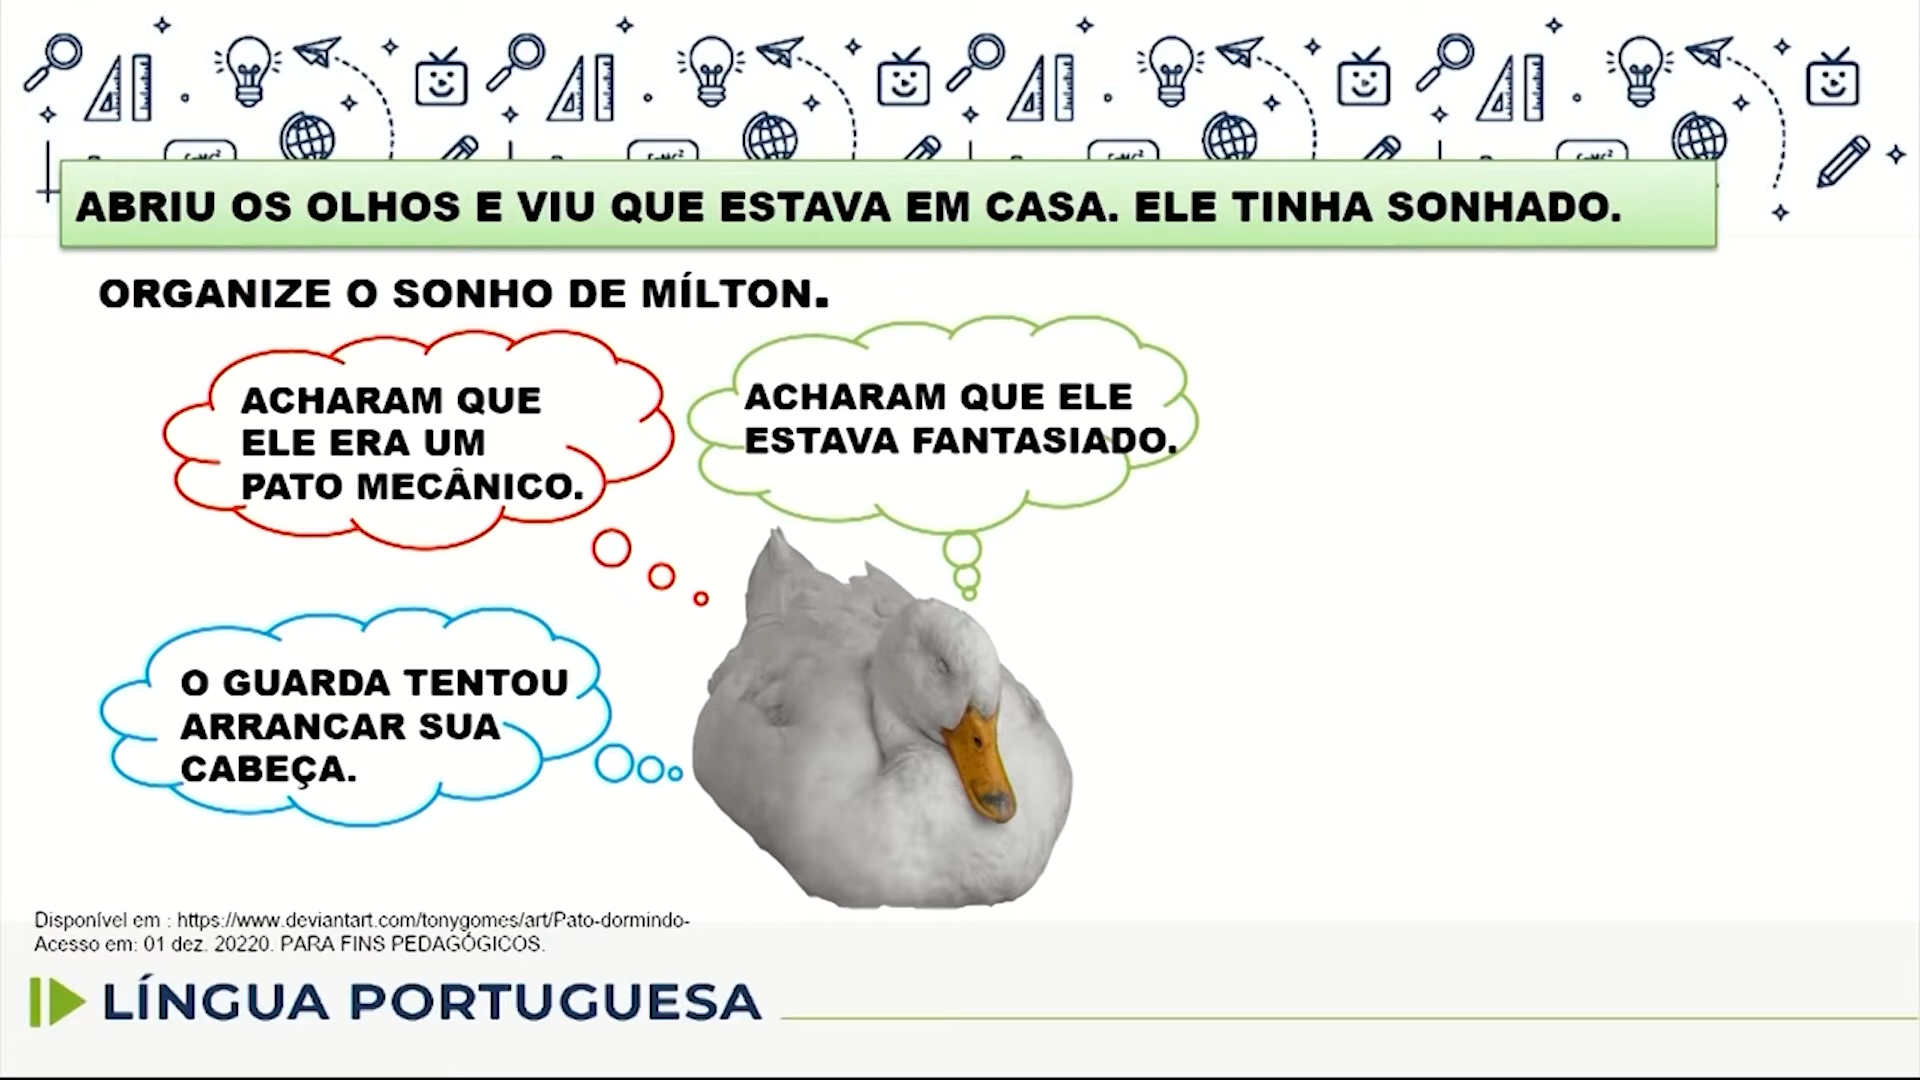 ABRIU OS OLHOS E VIU QUE ESTAVA EM CASA. ELE TINHA SONHADO.
ORGANIZE O SONHO DE MÍLTON.
ACHARAM QUE
ELE ERA UM
PATO MECÂNICO.
ACHARAM QUE ELE
ESTAVA FANTASIADO.
O GUARDA TENTOU
ARRANCAR SUA
CABEÇA.
Disponível em : https://www.deviantart.com/tonygomes/art/Pato-dormindo-
Acesso em: 01 dez. 20220. PARA FINS PEDAGÓGICOS.
LÍNGUA PORTUGUESA